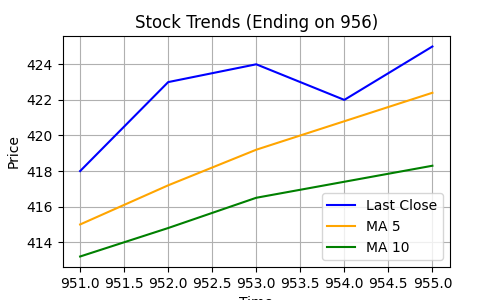 Stock Trends (Ending on 956)
Price
424
422
420
418
416
414
Last Close
MA 5
MA 10
951.0 951.5 952.0 952.5 953.0 953.5 954.0 954.5 955.0
Time